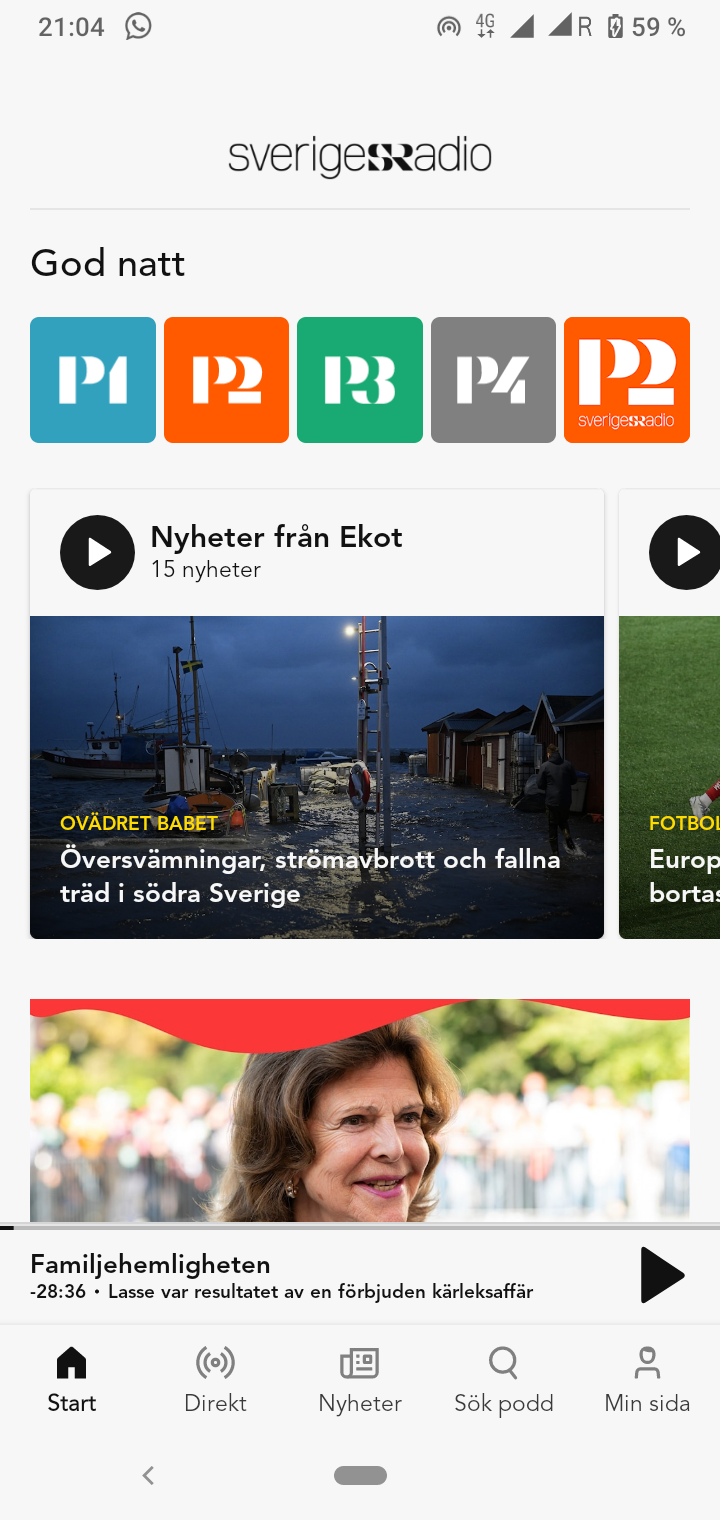 21:04 4G R 59 %
sverigeSRadio
God natt
P1 P2 P3 P4 P2
sverigeSRadio
Nyheter från Ekot
15 nyheter
OVÄDRET BABET
Översvämningar, strömavbrott och fallna
träd i södra Sverige
FOTBOL
Europ
bortas
Familjehemligheten
-28:36 • Lasse var resultatet av en förbjuden kärleksaffär
Start Direkt Nyheter Sök podd Min sida